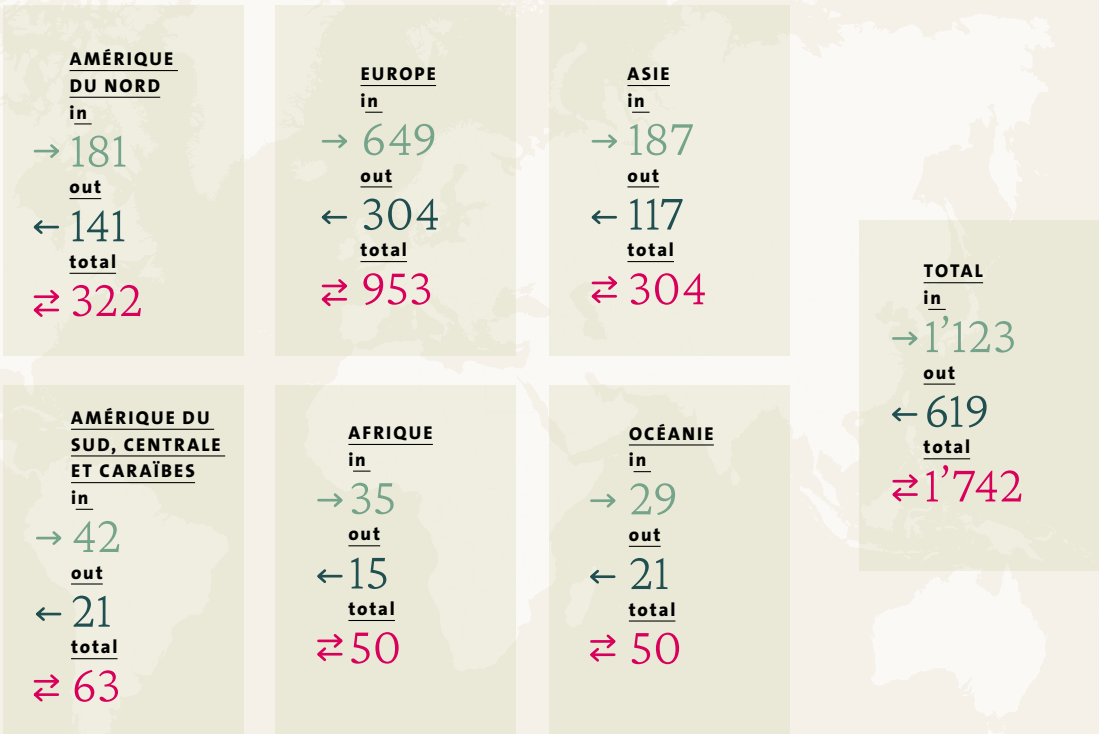 AMÉRIQUE
DU NORD
in
→ 181
out
← 141
total
⇄ 322
EUROPE
in
→ 649
out
← 304
total
⇄ 953
ASIE
in
→ 187
out
← 117
total
⇄ 304
AMÉRIQUE DU
SUD, CENTRALE
ET CARAÏBES
in
→ 42
out
← 21
total
⇄ 63
AFRIQUE
in
→ 35
out
← 15
total
⇄ 50
OCÉANIE
in
→ 29
out
← 21
total
⇄ 50
TOTAL
in
→ 1’123
out
← 619
total
⇄ 1’742